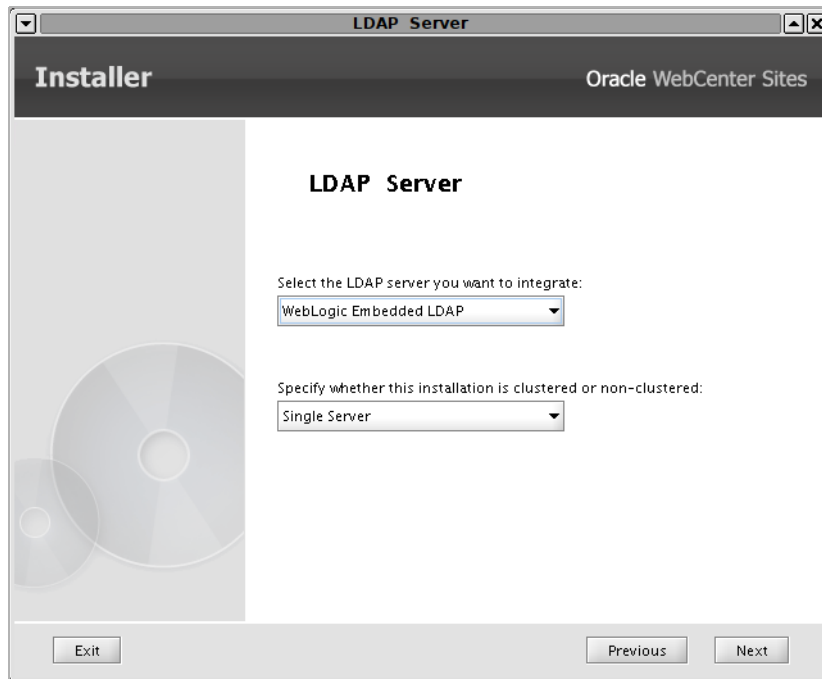 LDAP Server
Installer
Oracle WebCenter Sites
LDAP Server
Select the LDAP server you want to integrate:
WebLogic Embedded LDAP
Specify whether this installation is clustered or non-clustered:
Single Server
Exit
Previous
Next